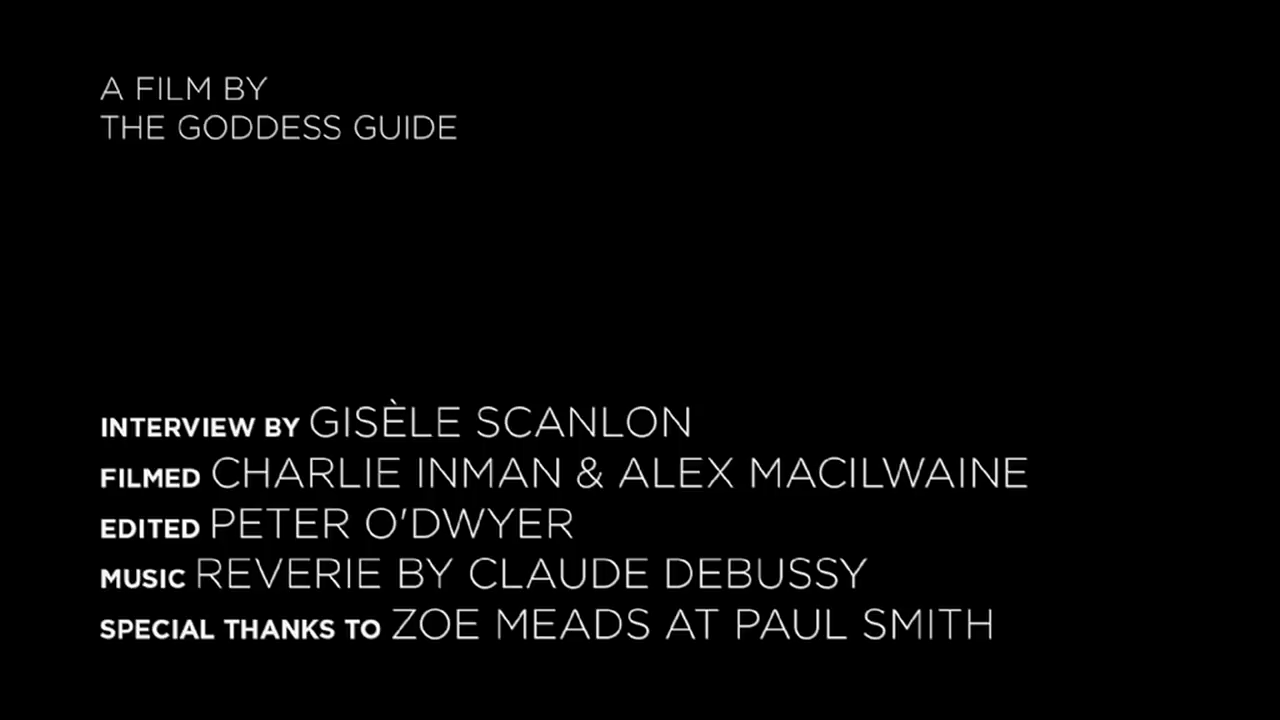 A FILM BY
THE GODDESS GUIDE
INTERVIEW BY GISÈLE SCANLON
FILMED CHARLIE INMAN & ALEX MACILWAINE
EDITED PETER O'DWYER
MUSIC REVERIE BY CLAUDE DEBUSSY
SPECIAL THANKS TO ZOE MEADS AT PAUL SMITH